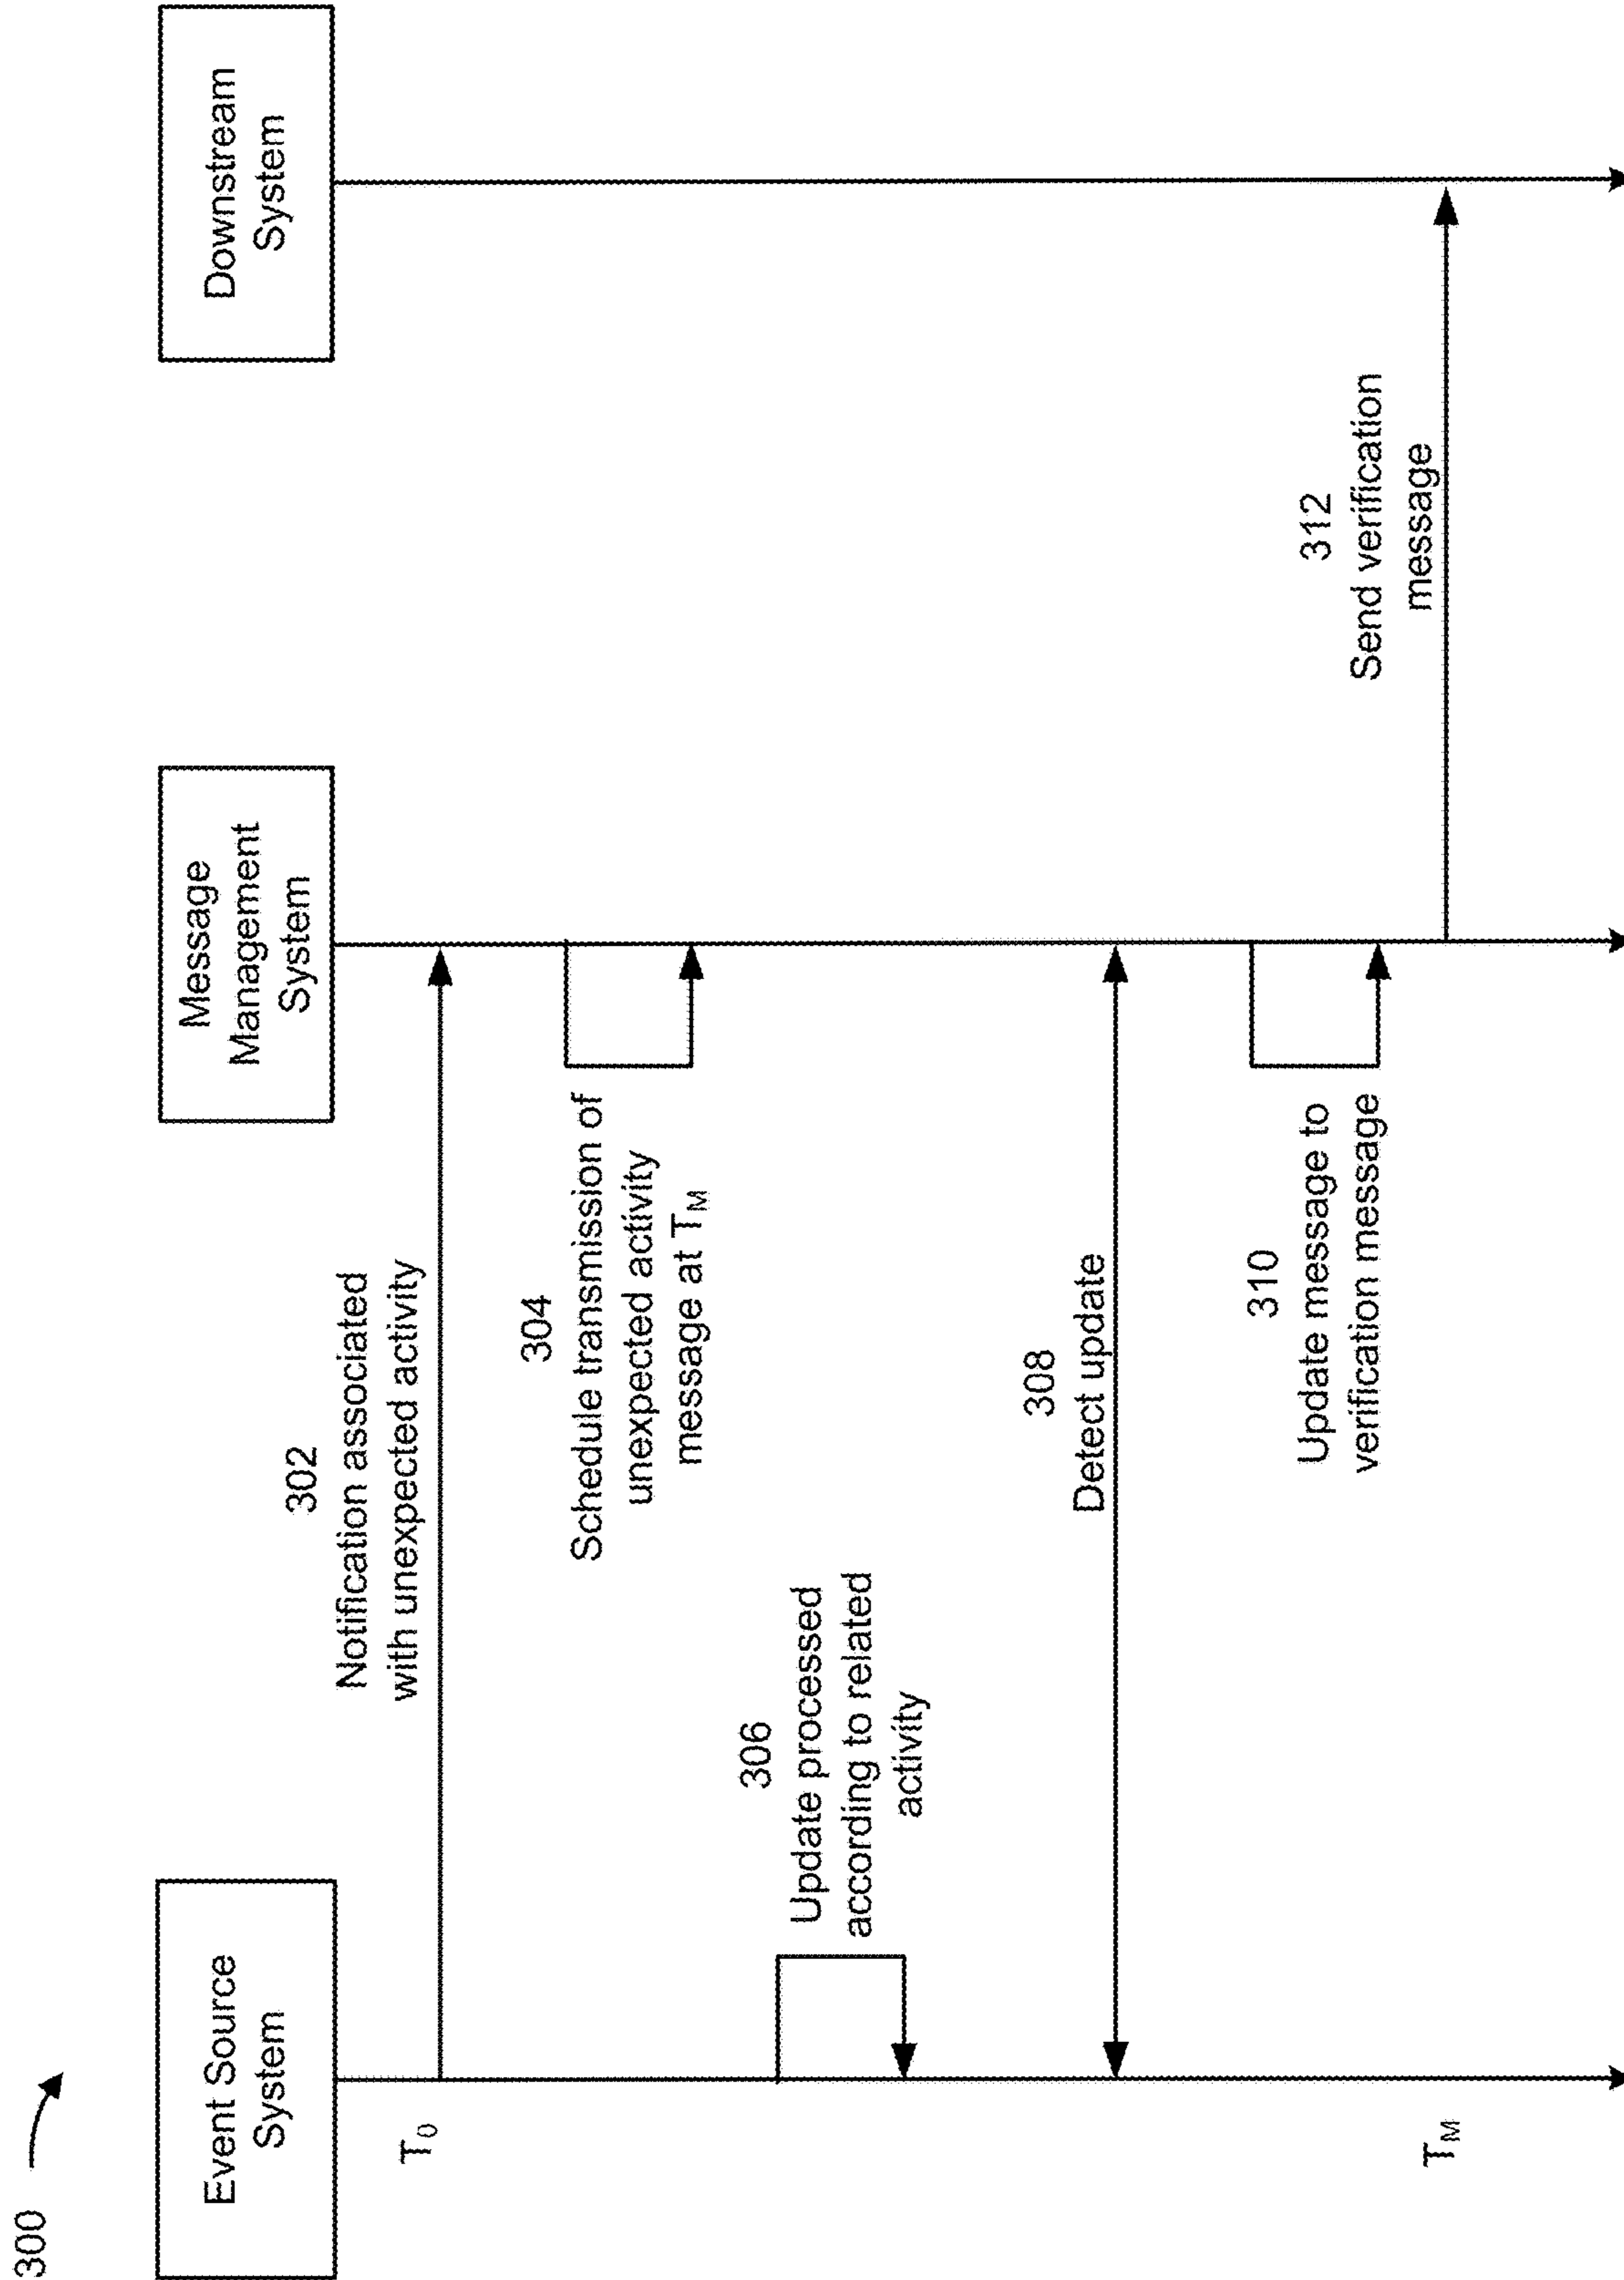 300
Event Source
System
Message
Management
System
Downstream
System
T0
302
Notification associated
with unexpected activity
304
Schedule transmission of
unexpected activity
message at TM
306
Update processed
according to related
activity
308
Detect update
310
Update message to
verification message
312
Send verification
message
TM